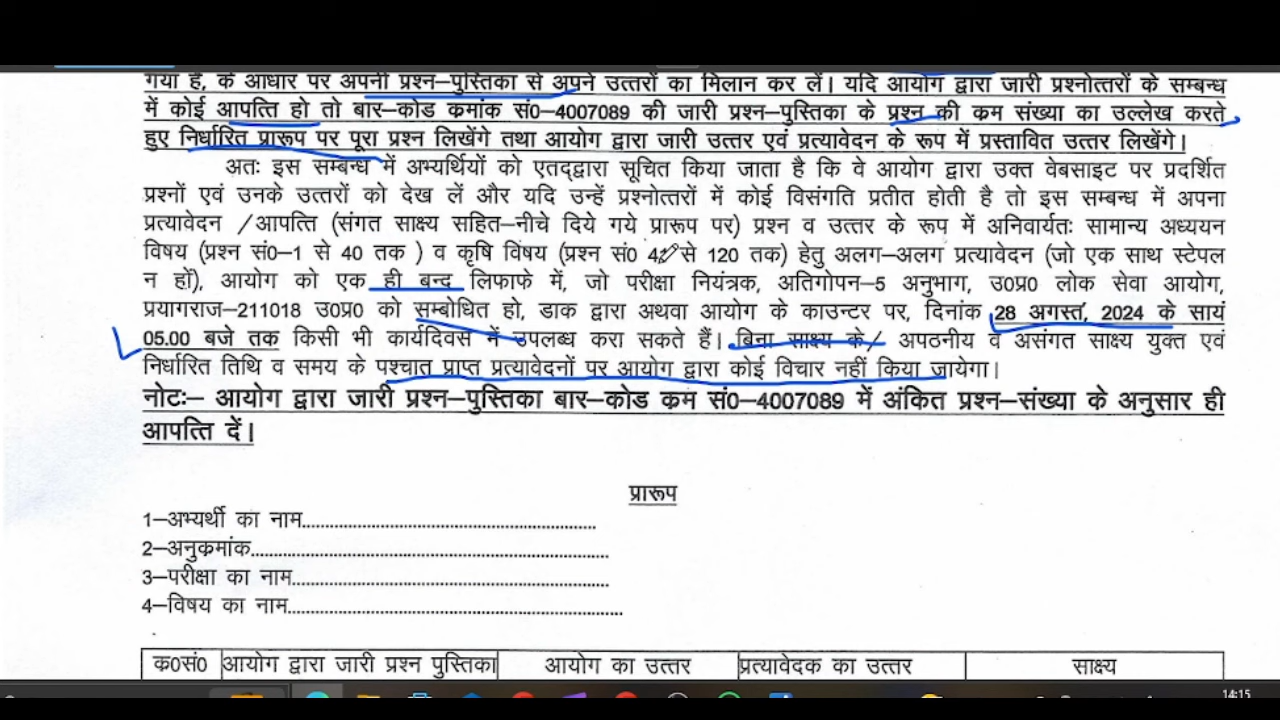 गया है, के आधार पर अपनी प्रश्न–पुस्तिका से अपने उत्तरों का मिलान कर लें। यदि आयोग द्वारा जारी प्रश्नोत्तरों के सम्बन्ध
में कोई आपत्ति हो तो बार–कोड कमांक सं0–4007089 की जारी प्रश्न–पुस्तिका के प्रश्न की कम संख्या का उल्लेख करते
हुए निर्धारित प्रारूप पर पूरा प्रश्न लिखेंगे तथा आयोग द्वारा जारी उत्तर एवं प्रत्यावेदन के रूप में प्रस्तावित उत्तर लिखेंगे।
अतः इस सम्बन्ध में अभ्यर्थियों को एतद्द्वारा सूचित किया जाता है कि वे आयोग द्वारा उक्त वेबसाइट पर प्रदर्शित
प्रश्नों एवं उनके उत्तरों को देख लें और यदि उन्हें प्रश्नोत्तरों में कोई विसंगति प्रतीत होती है तो इस सम्बन्ध में अपना
प्रत्यावेदन /आपत्ति (संगत साक्ष्य सहित–नीचे दिये गये प्रारूप पर) प्रश्न व उत्तर के रूप में अनिवार्यतः सामान्य अध्ययन
विषय (प्रश्न सं0–1 से 40 तक ) व कृषि विषय (प्रश्न सं0 से 120 तक) हेतु अलग–अलग प्रत्यावेदन (जो एक साथ स्टेपल
न हों), आयोग को एक ही बन्द लिफाफे में, जो परीक्षा नियंत्रक, अतिगोपन–5 अनुभाग, उ0प्र0 लोक सेवा आयोग,
प्रयागराज–211018 उ0प्र0 को सम्बोधित हो, डाक द्वारा अथवा आयोग के काउन्टर पर, दिनांक 28 अगस्त, 2024 के सायं
05.00 बजे तक किसी भी कार्यदिवस में उपलब्ध करा सकते हैं। बिना साक्ष्य के/ अपठनीय व असंगत साक्ष्य युक्त एवं
निर्धारित तिथि व समय के पश्चात प्राप्त प्रत्यावेदनों पर आयोग द्वारा कोई विचार नहीं किया जायेगा।
नोटः– आयोग द्वारा जारी प्रश्न–पुस्तिका बार–कोड कम सं0–4007089 में अंकित प्रश्न–संख्या के अनुसार ही
आपत्ति दें।
प्रारूप
1–अभ्यर्थी का नाम........................................................................
2–अनुकमांक........................................................................
3–परीक्षा का नाम........................................................................
4–विषय का नाम........................................................................
क0सं0 आयोग द्वारा जारी प्रश्न पुस्तिका आयोग का उत्तर प्रत्यावेदक का उत्तर साक्ष्य
14:15